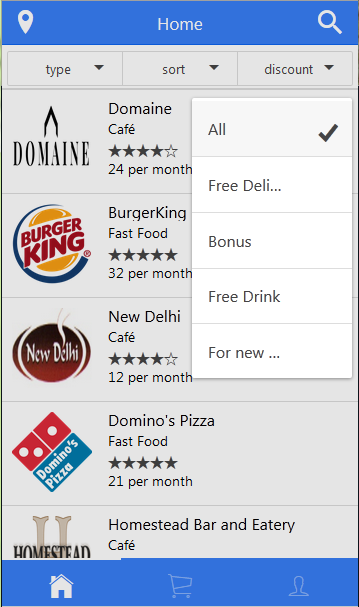 Home
type
sort
discount
DOMAINE
Domaine
Café
24 per month
BURGER
KING
BurgerKing
Fast Food
32 per month
New Delhi
New Delhi
Café
12 per month
Domino's
Pizza
Domino's Pizza
Fast Food
21 per month
H
HOMESTEAD
Homestead Bar and Eatery
Café
All
Free Deli...
Bonus
Free Drink
For new ...